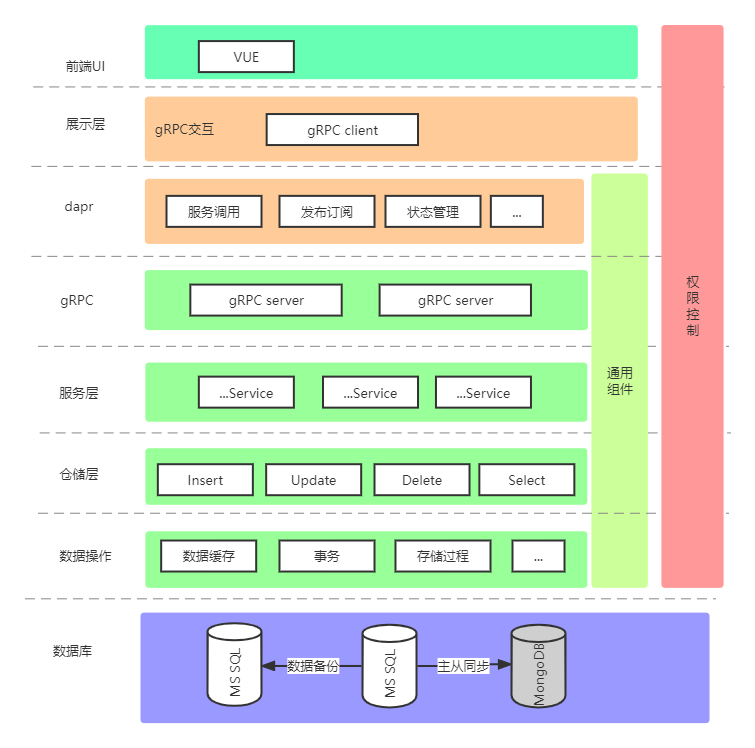 前端UI
VUE
展示层
gRPC交互
gRPC client
dapr
服务调用
发布订阅
状态管理
...
gRPC
gRPC server
gRPC server
服务层
...Service
...Service
...Service
仓储层
Insert
Update
Delete
Select
数据操作
数据缓存
事务
存储过程
...
通用
组件
权
限
控
制
数据库
MS SQL
数据备份
MS SQL
主从同步
MongoDB